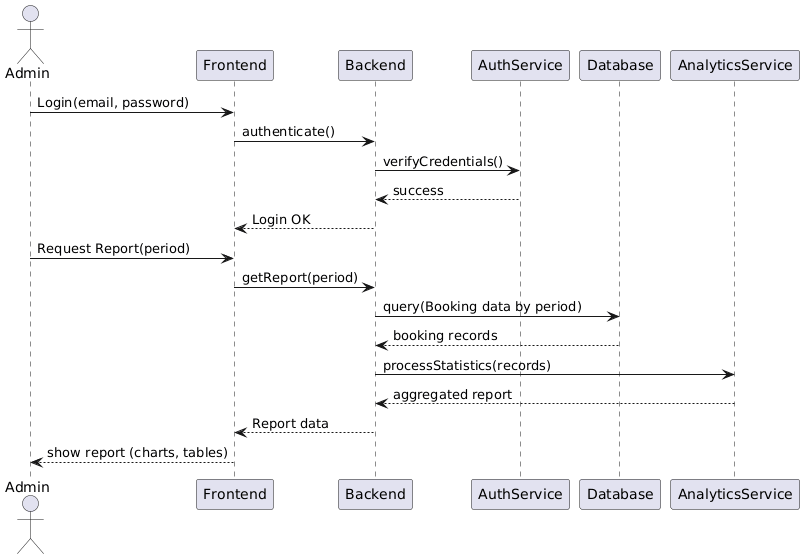 Admin
Frontend
Backend
AuthService
Database
AnalyticsService
Login(email, password)
authenticate()
verifyCredentials()
success
Login OK
Request Report(period)
getReport(period)
query(Booking data by period)
booking records
processStatistics(records)
aggregated report
Report data
show report (charts, tables)
Admin
Frontend
Backend
AuthService
Database
AnalyticsService